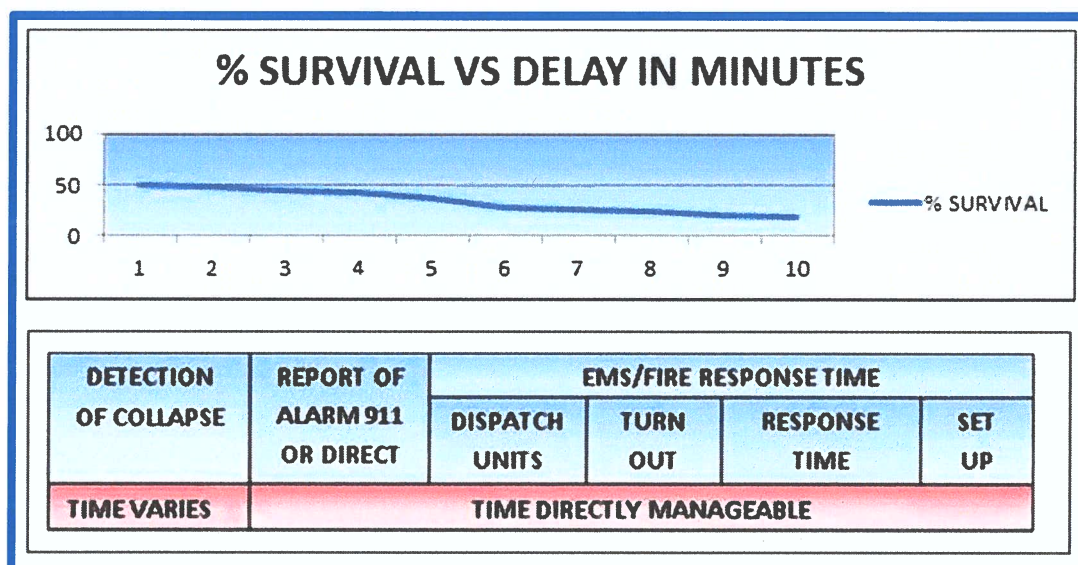 % SURVIVAL VS DELAY IN MINUTES
100
50
0
1 2 3 4 5 6 7 8 9 10
% SURVIVAL
DETECTION
OF COLLAPSE
REPORT OF
ALARM 911
OR DIRECT
EMS/FIRE RESPONSE TIME
DISPATCH
UNITS
TURN
OUT
RESPONSE
TIME
SET
UP
TIME VARIES
TIME DIRECTLY MANAGEABLE